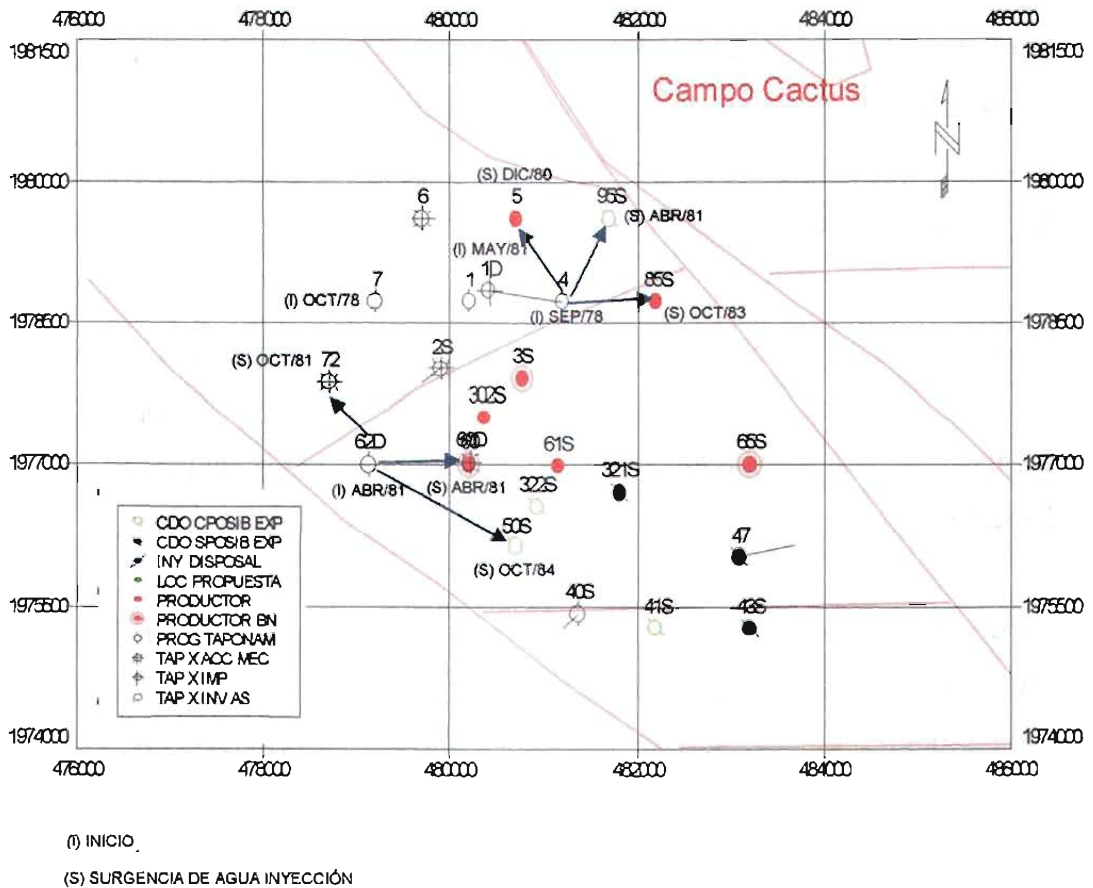 476000 478000 480000 482000 484000 486000
1981500 1981500
Campo Cactus
1980000 1980000
(S) DIC/80
6 5 95S
(S) ABR/81
(I) MAY/81
7 1 1D 4 85S
(I) OCT/78
(I) SEP/78
(S) OCT/83
1978500 1978500
(S) OCT/81 72 2S 3S
302S
62D 61S 65S
1977000 1977000
(I) ABR/81 (S) ABR/81
322S 321S
50S 47
(S) OCT/84
40S 41S 43S
1975500 1975500
CDO CPOSIB EXP
CDO SPOSIB EXP
INY DISPOSAL
LOC PROPUESTA
PRODUCTOR
PRODUCTOR BN
PROG TAPONAM
TAP X ACC MEC
TAP X IMP
TAP X INV AS
1974000 1974000
476000 478000 480000 482000 484000 486000
(I) INICIO
(S) SURGENCIA DE AGUA INYECCIÓN